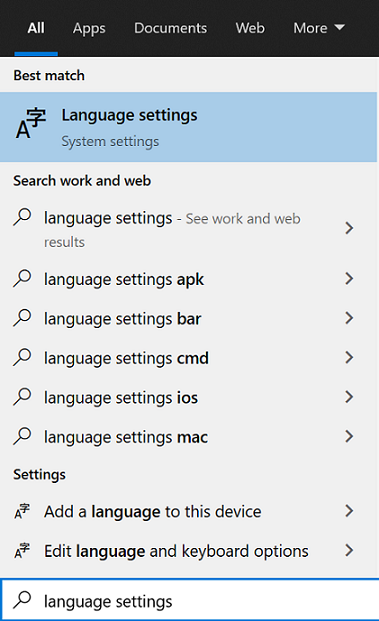 All Apps Documents Web More
Best match
Language settings
System settings
Search work and web
language settings - See work and web
results
language settings apk
language settings bar
language settings cmd
language settings ios
language settings mac
Settings
Add a language to this device
Edit language and keyboard options
language settings